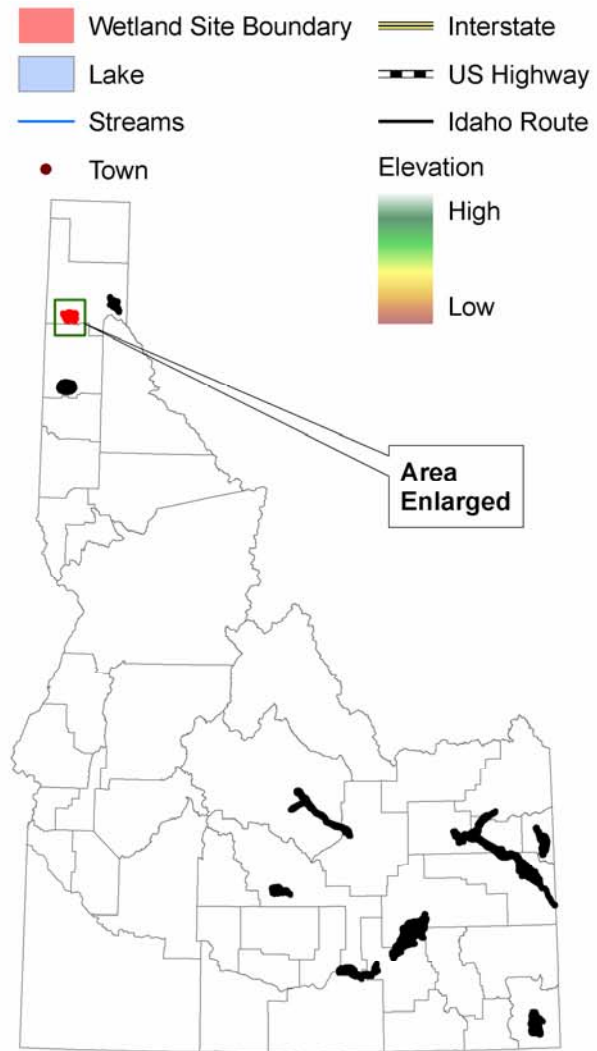 Wetland Site Boundary
Lake
Streams
Town
Interstate
US Highway
Idaho Route
Elevation
High
Low
Area
Enlarged